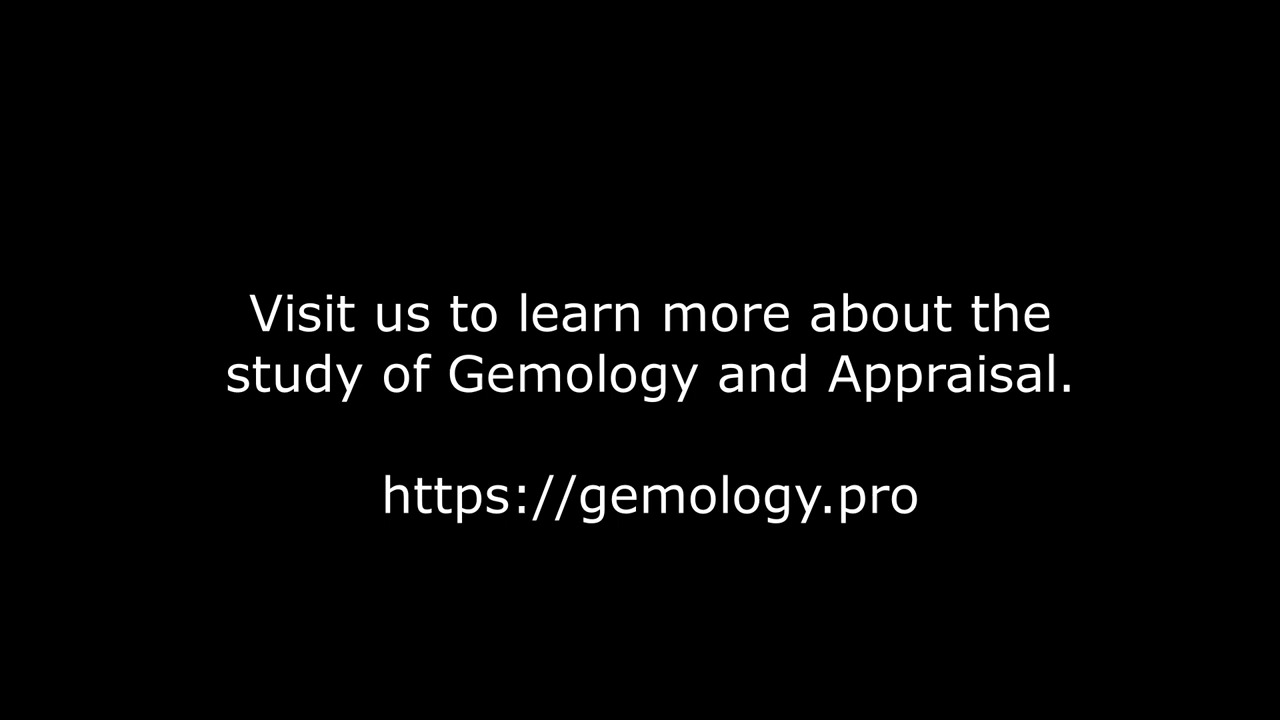 Visit us to learn more about the
study of Gemology and Appraisal.
https://gemology.pro